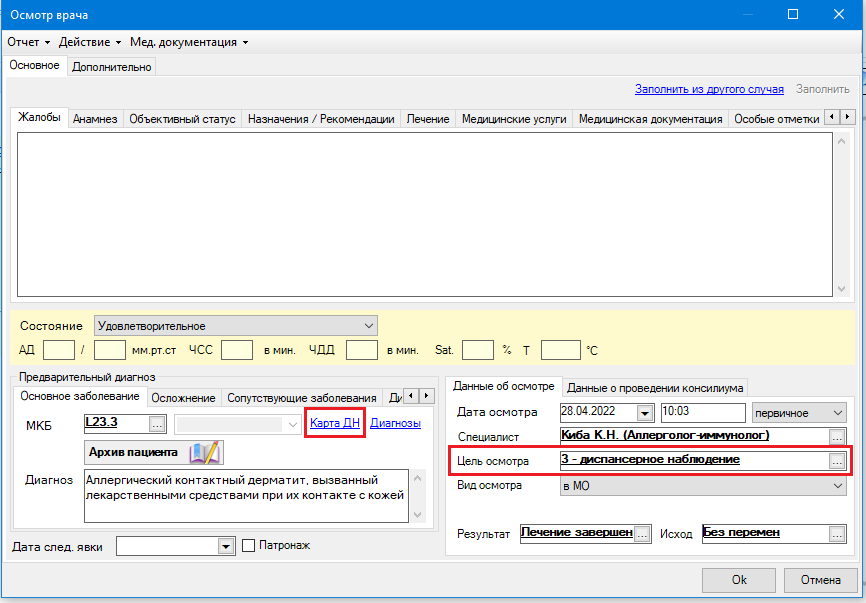 Осмотр врача
Отчет Действие Мед. документация
Основное Дополнительно
Заполнить из другого случая Заполнить
Жалобы Анамнез Объективный статус Назначения / Рекомендации Лечение Медицинские услуги Медицинская документация Особые отметки
Состояние Удовлетворительное
АД / мм.рт.ст ЧСС в мин. ЧДД в мин. Sat. % T °C
Предварительный диагноз
Основное заболевание Осложнение Сопутствующие заболевания Ди
МКБ L23.3 ... Карта ДН Диагнозы
Архив пациента
Диагноз Аллергический контактный дерматит, вызванный
лекарственными средствами при их контакте с кожей
Дата след. явки Патронаж
Данные об осмотре Данные о проведении консилиума
Дата осмотра 28.04.2022 10:03 первичное
Специалист Киба К.Н. (Аллерголог-иммунолог) ...
Цель осмотра 3 - диспансерное наблюдение ...
Вид осмотра в МО
Результат Лечение завершен ... Исход Без перемен ...
Ok Отмена